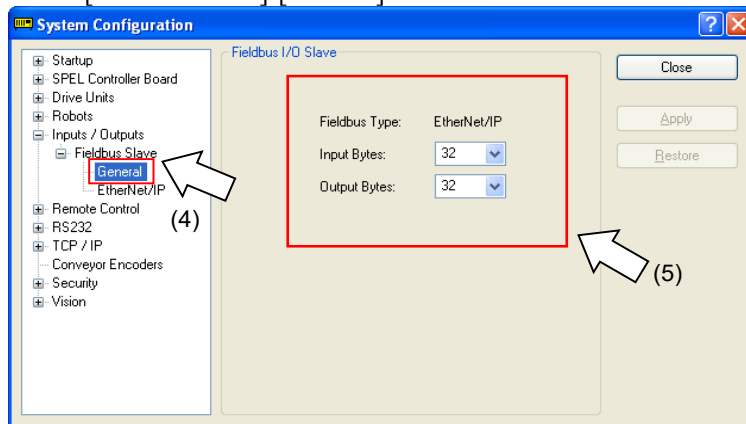 System Configuration
Startup
SPEL Controller Board
Drive Units
Robots
Inputs / Outputs
Fieldbus Slave
General
EtherNet/IP
Remote Control
RS232
TCP / IP
Conveyor Encoders
Security
Vision
(4)
Fieldbus I/O Slave
Fieldbus Type: EtherNet/IP
Input Bytes: 32
Output Bytes: 32
(5)
Close
Apply
Restore